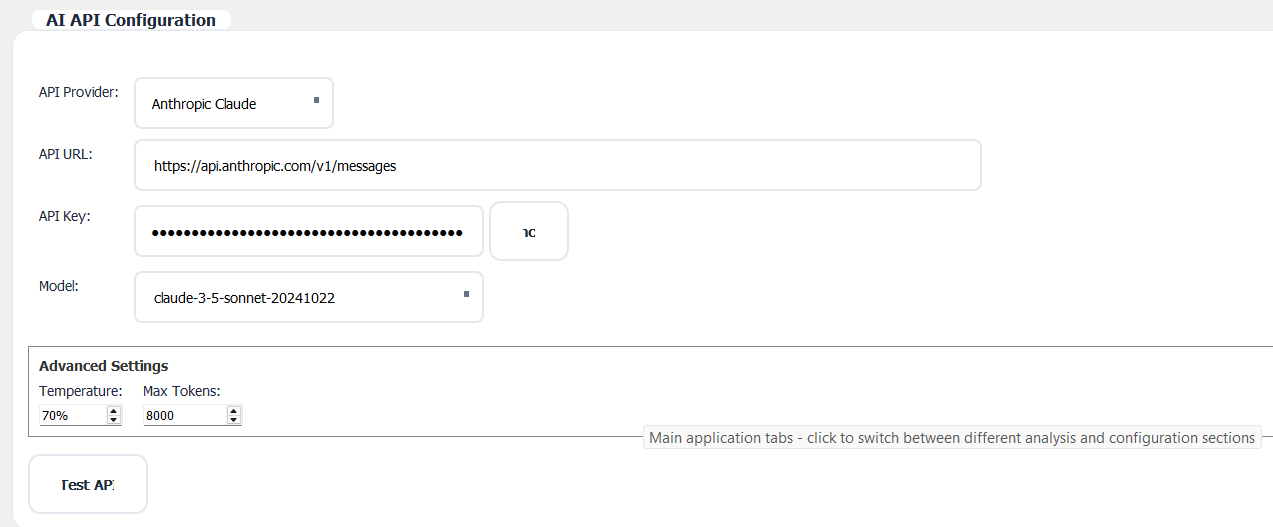 AI API Configuration
API Provider:
Anthropic Claude
API URL:
https://api.anthropic.com/v1/messages
API Key:
●●●●●●●●●●●●●●●●●●●●●●●●●●●●●●●●●●●●●●●
Model:
claude-3-5-sonnet-20241022
Advanced Settings
Temperature: Max Tokens:
70% 8000
Main application tabs - click to switch between different analysis and configuration sections
Test API